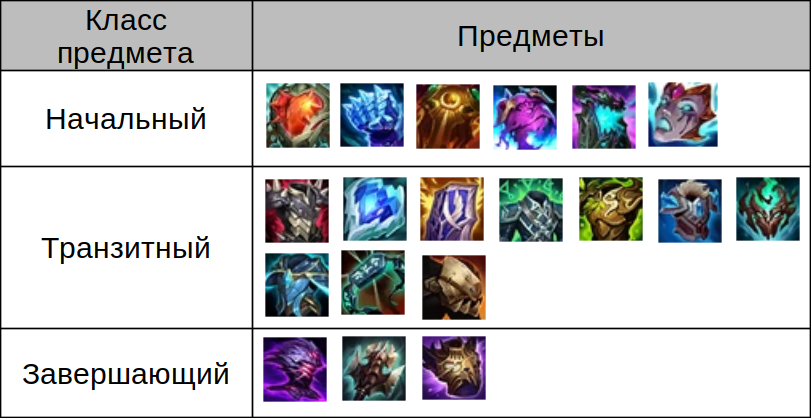 Класс
предмета
Предметы
Начальный
Транзитный
Завершающий